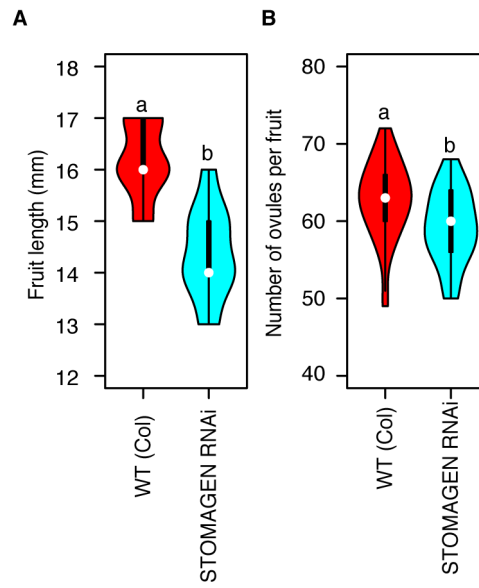 A
Fruit length (mm)
18
17
16
15
14
13
12
a
b
WT (Col)
STOMAGEN RNAi
B
Number of ovules per fruit
80
70
60
50
40
a
b
WT (Col)
STOMAGEN RNAi